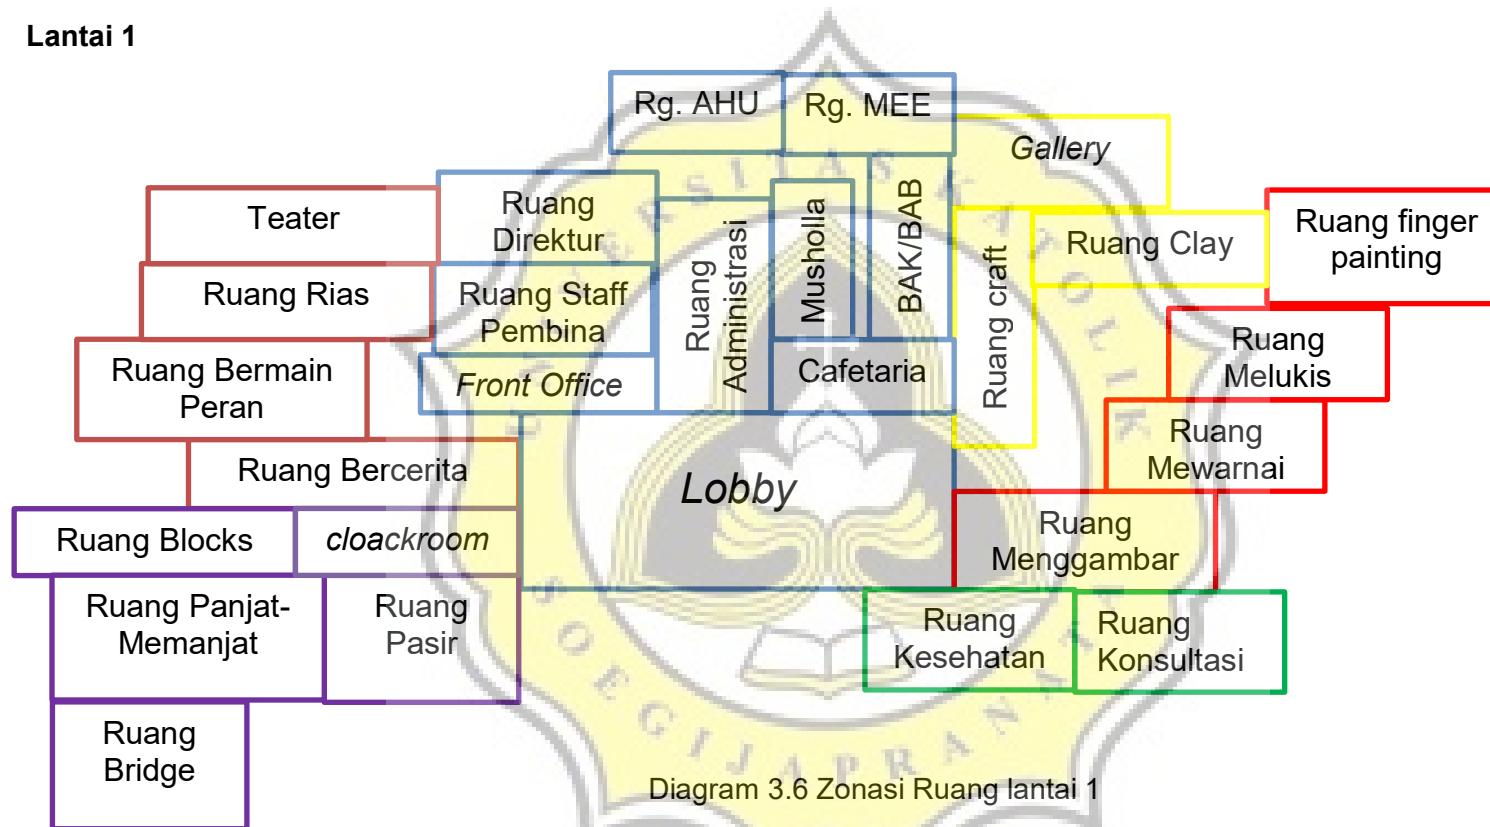 Lantai 1
Rg. AHU
Rg. MEE
Gallery
Teater
Ruang
Direktur
Ruang Clay
Ruang finger
painting
Ruang Rias
Ruang Staff
Pembina
Ruang
Administrasi
Musholla
BAK/BAB
Ruang craft
Ruang
Melukis
Ruang Bermain
Peran
Front Office
Cafetaria
Ruang
Mewarnai
Ruang Bercerita
Lobby
Ruang
Menggambar
Ruang Blocks
cloackroom
Ruang Panjat-
Memanjat
Ruang
Pasir
Ruang
Kesehatan
Ruang
Konsultasi
Ruang
Bridge
Diagram 3.6 Zonasi Ruang lantai 1
UNIVERSITAS KATOLIK
SOEGIJAPRANATA